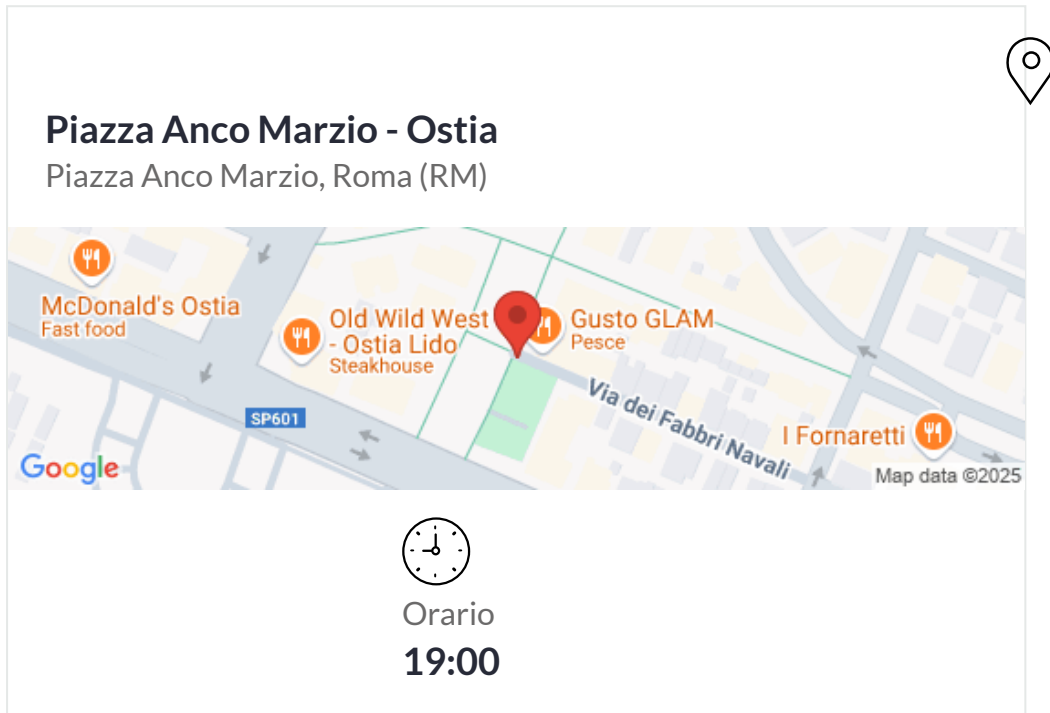 Piazza Anco Marzio - Ostia
Piazza Anco Marzio, Roma (RM)
McDonald's Ostia
Fast food
Old Wild West
- Ostia Lido
Steakhouse
Gusto GLAM
Pesce
Via dei Fabbri Navali
SP601
I Fornaretti
Google
Map data ©2025
Orario
19:00